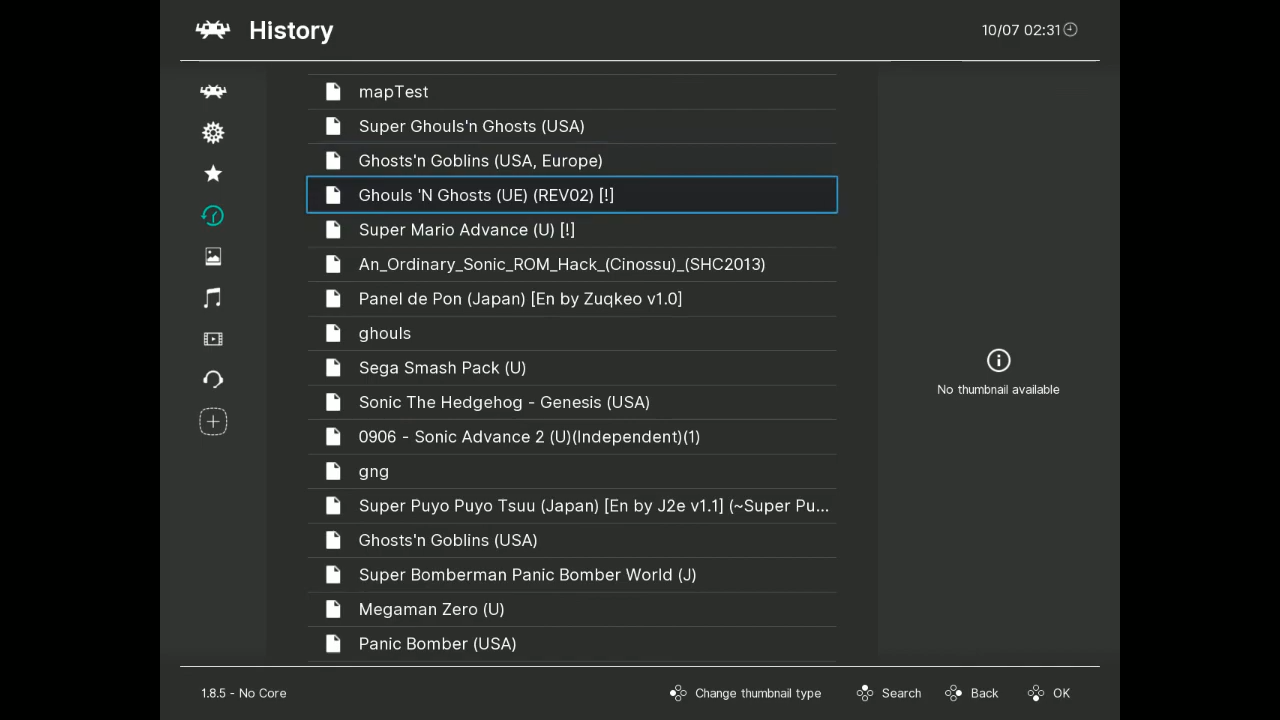 History
10/07 02:31
mapTest
Super Ghouls'n Ghosts (USA)
Ghosts'n Goblins (USA, Europe)
Ghouls 'N Ghosts (UE) (REV02) [!]
Super Mario Advance (U) [!]
An_Ordinary_Sonic_ROM_Hack_(Cinossu)_(SHC2013)
Panel de Pon (Japan) [En by Zuqkeo v1.0]
ghouls
Sega Smash Pack (U)
Sonic The Hedgehog - Genesis (USA)
0906 - Sonic Advance 2 (U)(Independent)(1)
gng
Super Puyo Puyo Tsuu (Japan) [En by J2e v1.1] (~Super Pu...
Ghosts'n Goblins (USA)
Super Bomberman Panic Bomber World (J)
Megaman Zero (U)
Panic Bomber (USA)
No thumbnail available
1.8.5 - No Core
Change thumbnail type
Search
Back
OK